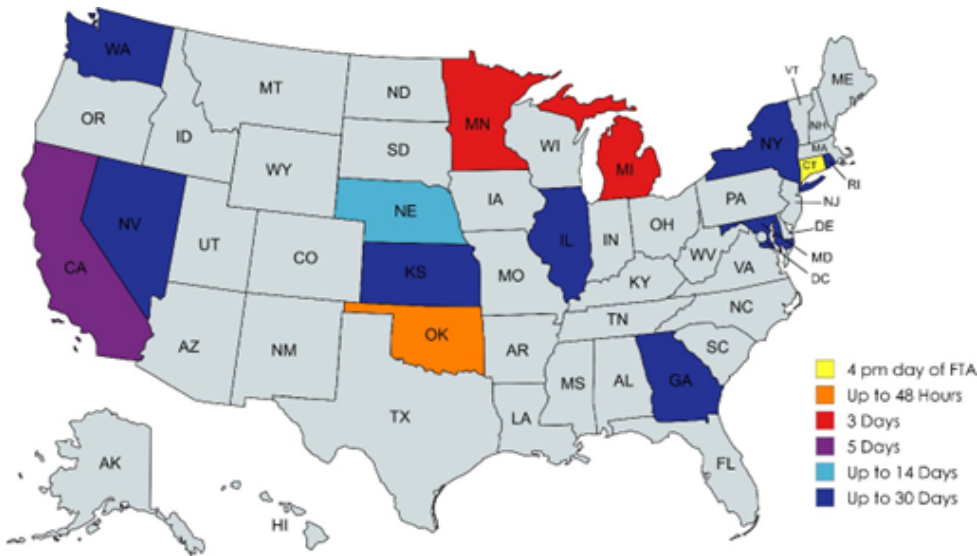 WA
MT
ND
MN
VT
ME
OR
ID
SD
WI
MI
NY
NH
MA
CT
RI
WY
NE
IA
PA
NJ
NV
IL
IN
OH
DE
MD
UT
CO
KS
MO
WV
VA
DC
CA
KY
NC
AZ
NM
OK
AR
TN
SC
MS
AL
GA
TX
LA
FL
AK
HI
4 pm day of FTA
Up to 48 Hours
3 Days
5 Days
Up to 14 Days
Up to 30 Days